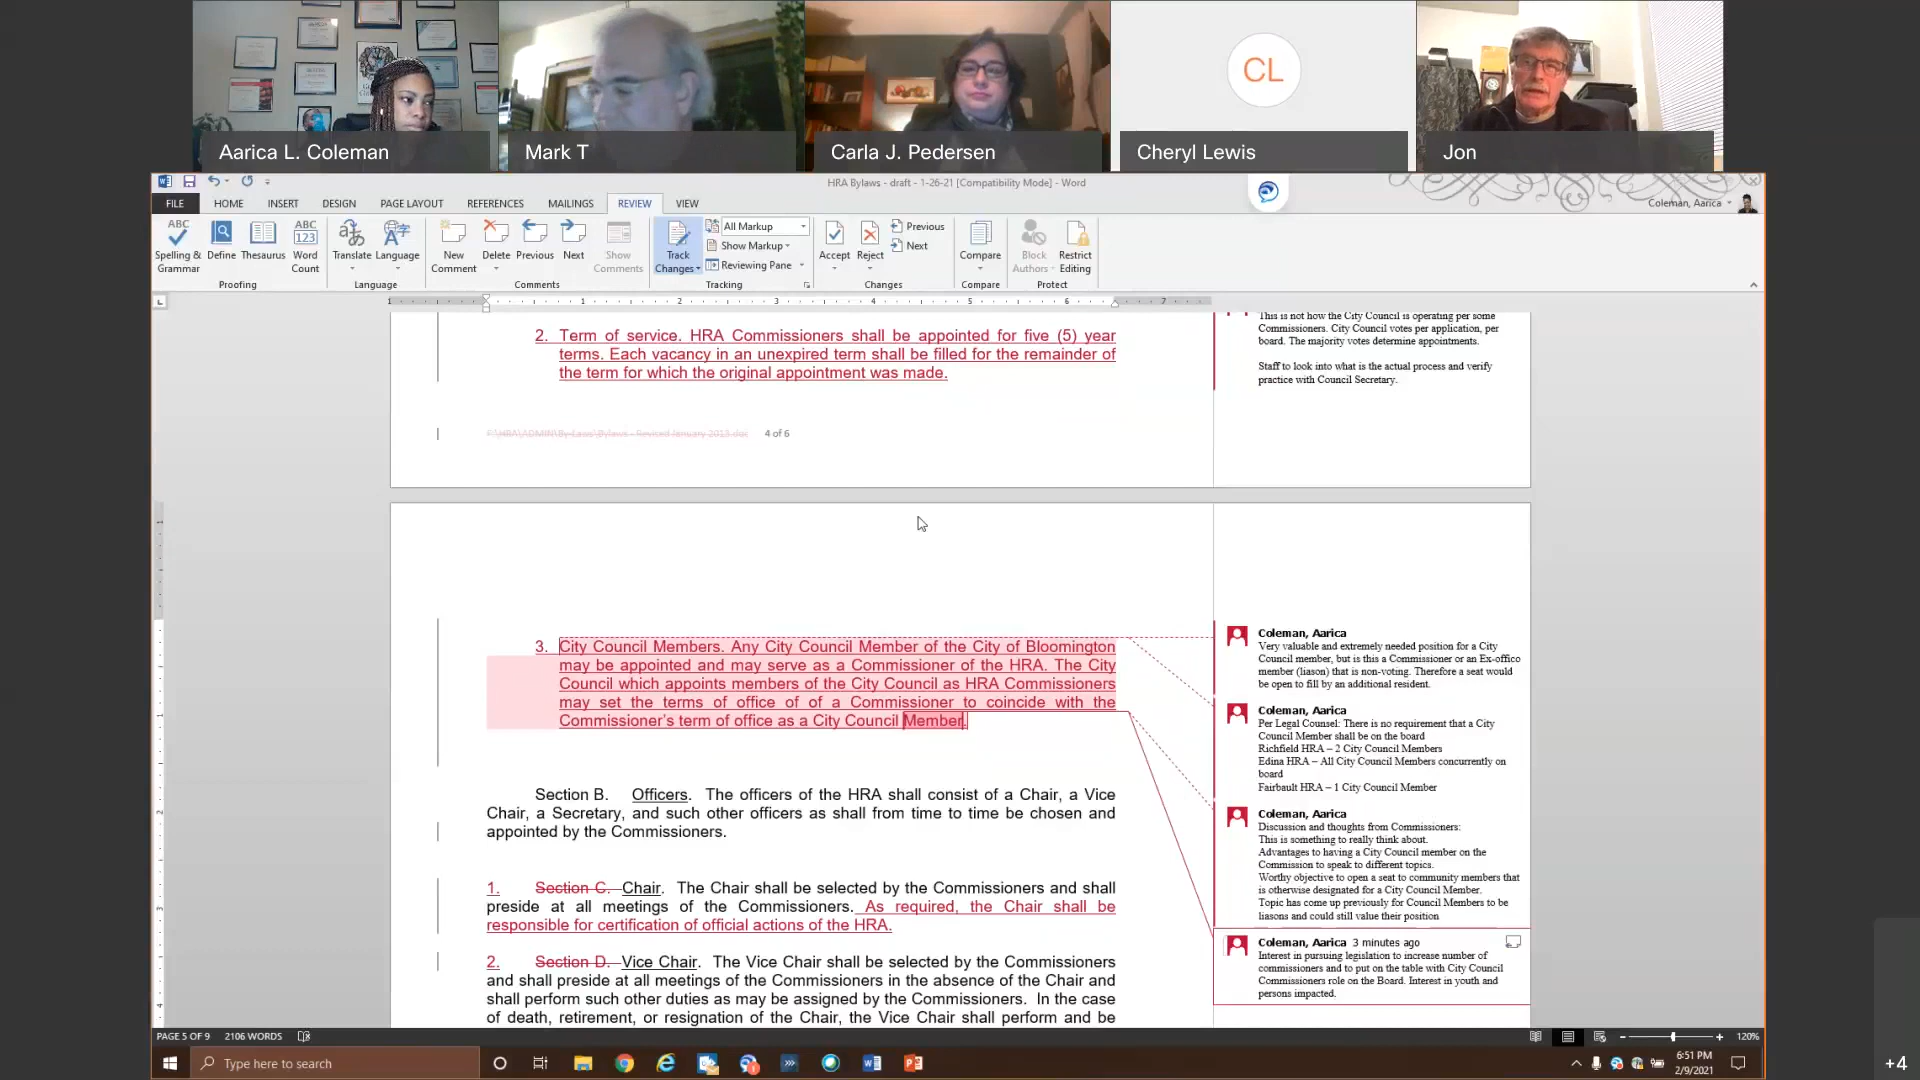 CL
Aarica L. Coleman
Mark T
Carla J. Pedersen
Cheryl Lewis
Jon
HRA Bylaws - draft - 1-26-21 [Compatibility Mode] - Word
FILE HOME INSERT DESIGN PAGE LAYOUT REFERENCES MAILINGS REVIEW VIEW
Coleman, Aarica
ABC Spelling & Grammar
Define
Thesaurus
ABC 123 Word Count
Translate
Language
New Comment
Delete
Previous
Next
Show Comments
Track Changes
All Markup
Show Markup
Reviewing Pane
Accept
Reject
Previous
Next
Compare
Block Authors
Restrict Editing
Proofing Language Comments Tracking Changes Compare Protect
1 1 2 3 4 5 6 7
2. Term of service. HRA Commissioners shall be appointed for five (5) year
terms. Each vacancy in an unexpired term shall be filled for the remainder of
the term for which the original appointment was made.
This is not how the City Council is operating per some
Commissioners. City Council votes per application, per
board. The majority votes determine appointments.
Staff to look into what is the actual process and verify
practice with Council Secretary.
4 of 6
3. City Council Members. Any City Council Member of the City of Bloomington
may be appointed and may serve as a Commissioner of the HRA. The City
Council which appoints members of the City Council as HRA Commissioners
may set the terms of office of of a Commissioner to coincide with the
Commissioner's term of office as a City Council Member.
Section B. Officers. The officers of the HRA shall consist of a Chair, a Vice
Chair, a Secretary, and such other officers as shall from time to time be chosen and
appointed by the Commissioners.
1. Section C. Chair. The Chair shall be selected by the Commissioners and shall
preside at all meetings of the Commissioners. As required, the Chair shall be
responsible for certification of official actions of the HRA.
2. Section D. Vice Chair. The Vice Chair shall be selected by the Commissioners
and shall preside at all meetings of the Commissioners in the absence of the Chair and
shall perform such other duties as may be assigned by the Commissioners. In the case
of death, retirement, or resignation of the Chair, the Vice Chair shall perform and be
Coleman, Aarica
Very valuable and extremely needed position for a City
Council member, but is this a Commissioner or an Ex-offico
member (liason) that is non-voting. Therefore a seat would
be open to fill by an additional resident.
Coleman, Aarica
Per Legal Counsel: There is no requirement that a City
Council Member shall be on the board
Richfield HRA – 2 City Council Members
Edina HRA – All City Council Members concurrently on
board
Fairbault HRA – 1 City Council Member
Coleman, Aarica
Discussion and thoughts from Commissioners:
This is something to really think about.
Advantages to having a City Council member on the
Commission to speak to different topics.
Worthy objective to open a seat to community members that
is otherwise designated for a City Council Member.
Topic has come up previously for Council Members to be
liasons and could still value their position
Coleman, Aarica 3 minutes ago
Interest in pursuing legislation to increase number of
commissioners and to put on the table with City Council
Commissioners role on the Board. Interest in youth and
persons impacted.
PAGE 5 OF 9 2106 WORDS
120%
Type here to search
6:51 PM
2/9/2021
+4